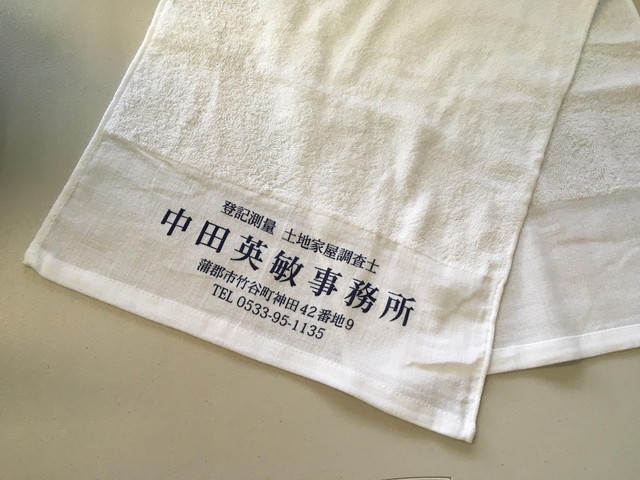 登記測量 土地家屋調査士
中田英敏事務所
蒲郡市竹谷町神田42番地9
TEL 0533-95-1135